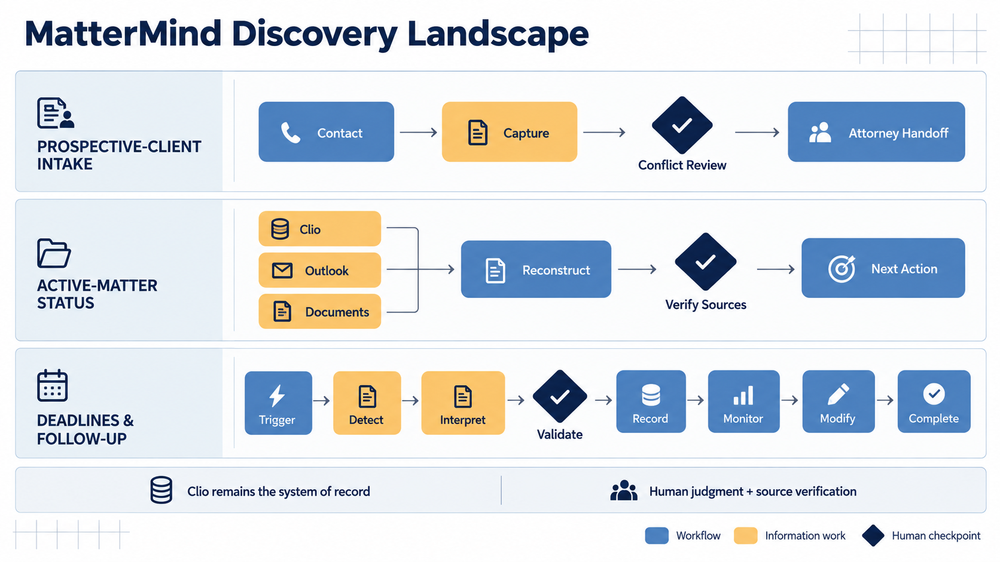 MatterMind Discovery Landscape
PROSPECTIVE-CLIENT
INTAKE
Contact
Capture
Conflict Review
Attorney Handoff
ACTIVE-MATTER
STATUS
Clio
Outlook
Documents
Reconstruct
Verify Sources
Next Action
DEADLINES &
FOLLOW-UP
Trigger
Detect
Interpret
Validate
Record
Monitor
Modify
Complete
Clio remains the system of record
Human judgment + source verification
Workflow
Information work
Human checkpoint